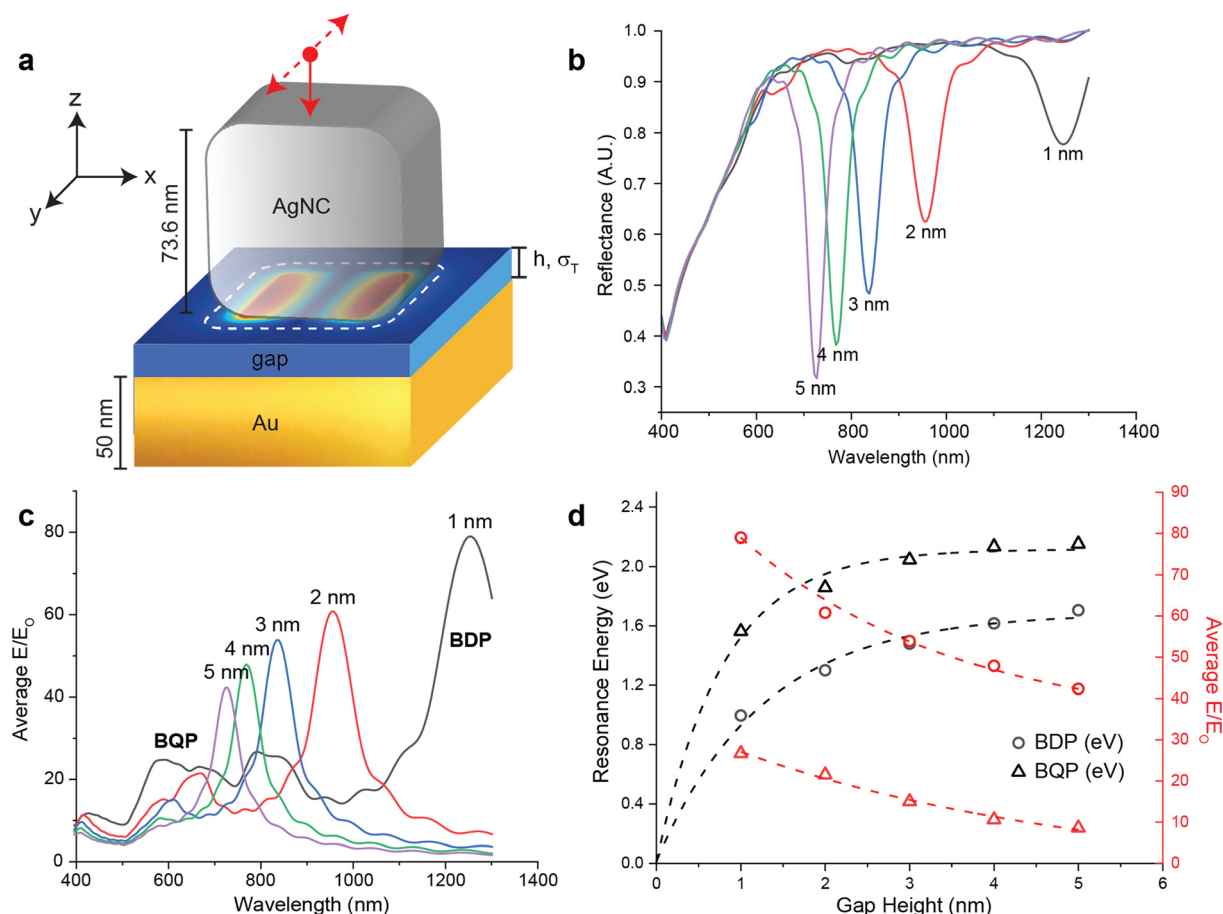 a
z
x
y
73.6 nm
AgNC
h, σT
gap
50 nm
Au
b
Reflectance (A.U.)
1.0
0.9
0.8
0.7
0.6
0.5
0.4
0.3
1 nm
2 nm
3 nm
4 nm
5 nm
400 600 800 1000 1200 1400
Wavelength (nm)
c
Average E/EO
80
60
40
20
0
1 nm
2 nm
3 nm
4 nm
5 nm
BDP
BQP
400 600 800 1000 1200 1400
Wavelength (nm)
d
Resonance Energy (eV)
2.4
2.0
1.6
1.2
0.8
0.4
0.0
90
80
70
60
50
40
30
20
10
0
Average E/EO
BDP (eV)
BQP (eV)
0 1 2 3 4 5 6
Gap Height (nm)